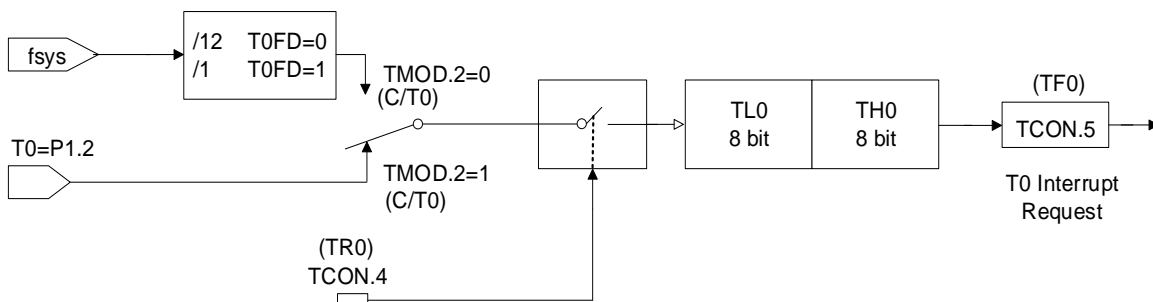 fsys
/12 T0FD=0
/1 T0FD=1
TMOD.2=0
(C/T0)
T0=P1.2
TMOD.2=1
(C/T0)
(TR0)
TCON.4
TL0
8 bit
TH0
8 bit
(TF0)
TCON.5
T0 Interrupt
Request